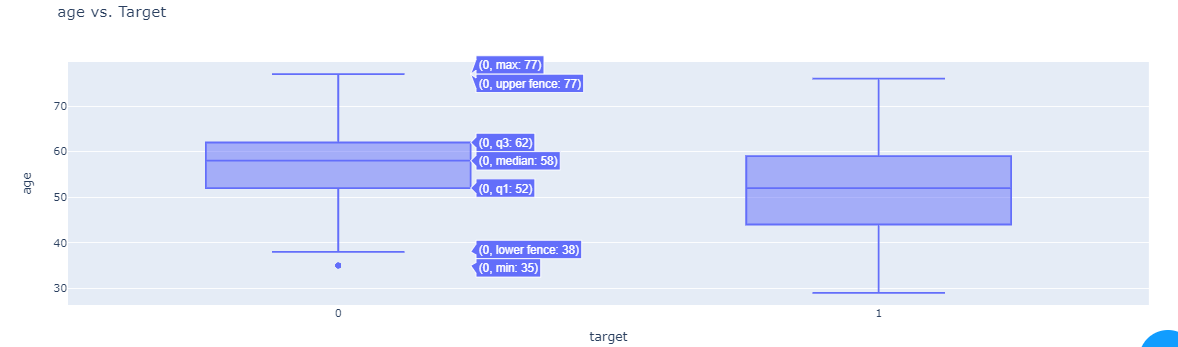 age vs. Target
(0, max: 77)
(0, upper fence: 77)
70
(0, q3: 62)
60
(0, median: 58)
(0, q1: 52)
age
50
(0, lower fence: 38)
40
(0, min: 35)
30
0
1
target